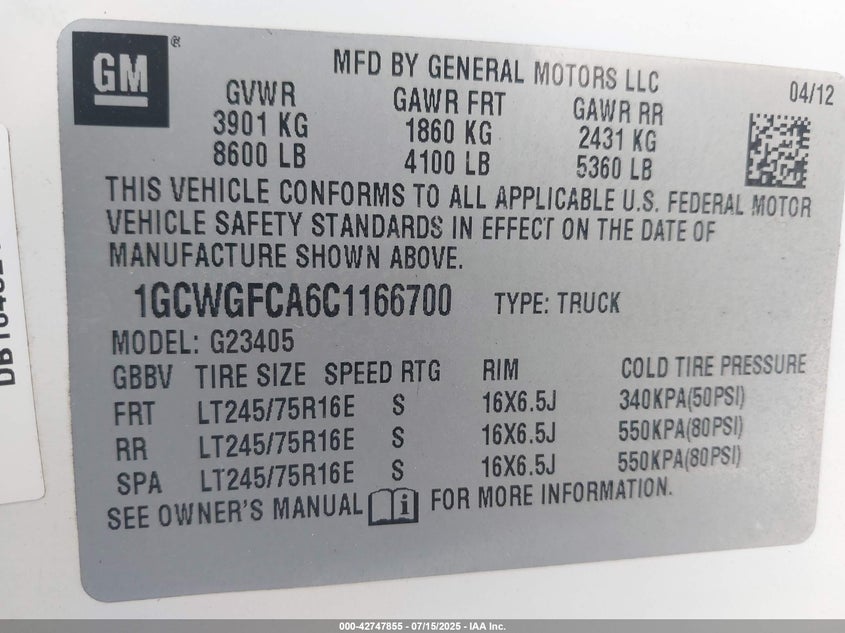 GM ®
MFD BY GENERAL MOTORS LLC
04/12
GVWR GAWR FRT GAWR RR
3901 KG 1860 KG 2431 KG
8600 LB 4100 LB 5360 LB
THIS VEHICLE CONFORMS TO ALL APPLICABLE U.S. FEDERAL MOTOR
VEHICLE SAFETY STANDARDS IN EFFECT ON THE DATE OF
MANUFACTURE SHOWN ABOVE.
1GCWGFCA6C1166700 TYPE: TRUCK
MODEL: G23405
GBBV TIRE SIZE SPEED RTG RIM COLD TIRE PRESSURE
FRT LT245/75R16E S 16X6.5J 340KPA(50PSI)
RR LT245/75R16E S 16X6.5J 550KPA(80PSI)
SPA LT245/75R16E S 16X6.5J 550KPA(80PSI)
SEE OWNER'S MANUAL i FOR MORE INFORMATION.
000-42747855 - 07/15/2025 - IAA Inc.